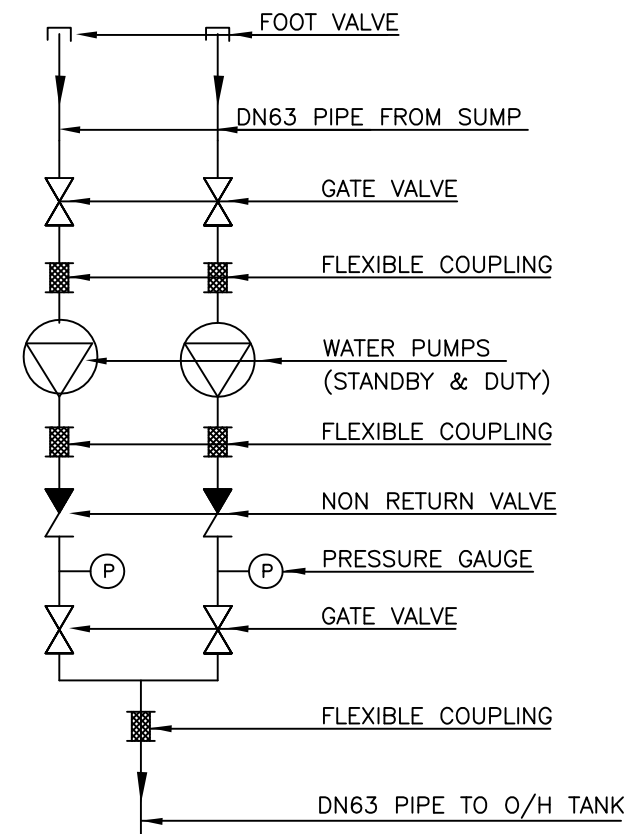 FOOT VALVE
DN63 PIPE FROM SUMP
GATE VALVE
FLEXIBLE COUPLING
WATER PUMPS
(STANDBY & DUTY)
FLEXIBLE COUPLING
NON RETURN VALVE
P
P
PRESSURE GAUGE
GATE VALVE
FLEXIBLE COUPLING
DN63 PIPE TO O/H TANK